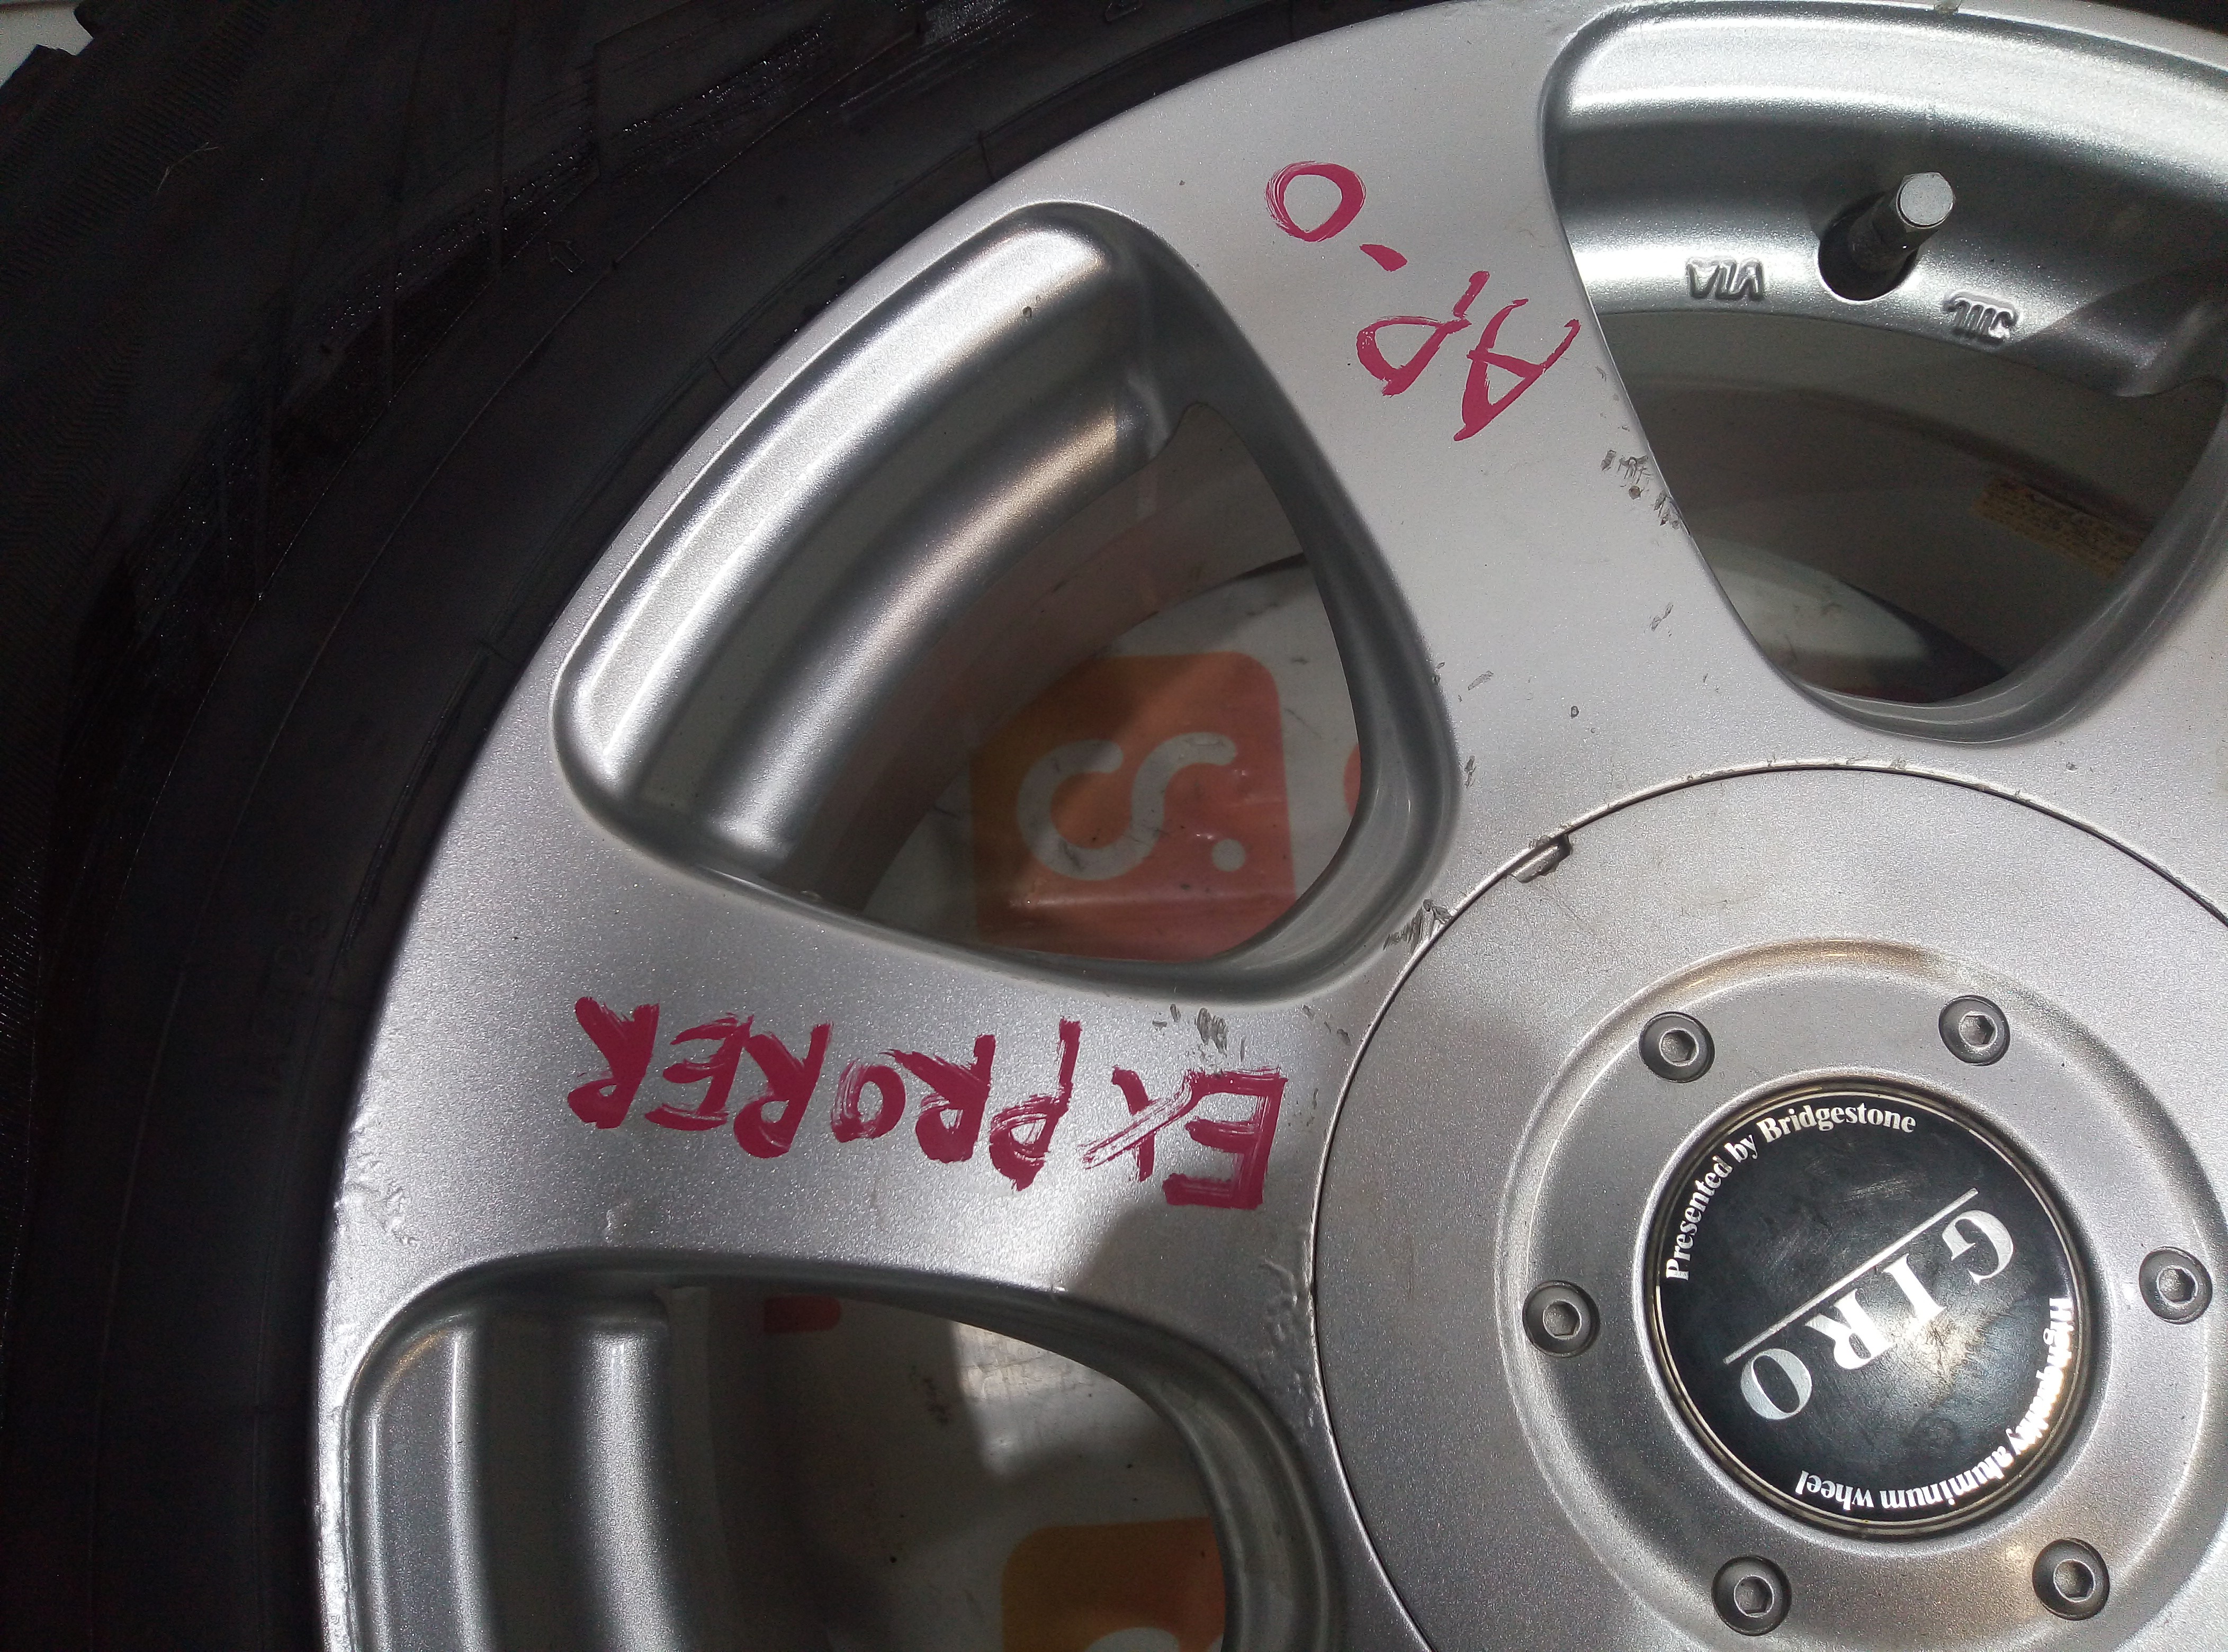 AP-0
VIA
JWL
EXPRORER
Presented by Bridgestone
GIRO
High quality aluminum wheel